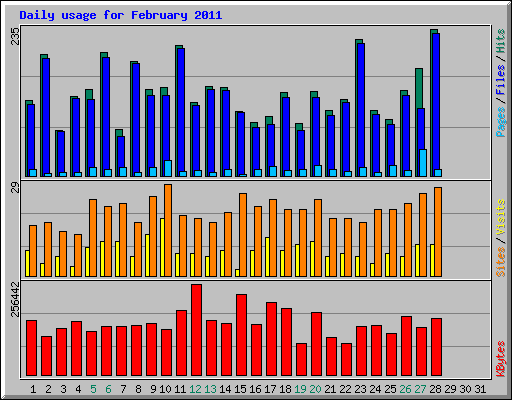 Daily usage for February 2011
235
Pages/Files/Hits
29
Sites/Visits
256442
KBytes
1 2 3 4 5 6 7 8 9 10 11 12 13 14 15 16 17 18 19 20 21 22 23 24 25 26 27 28 29 30 31